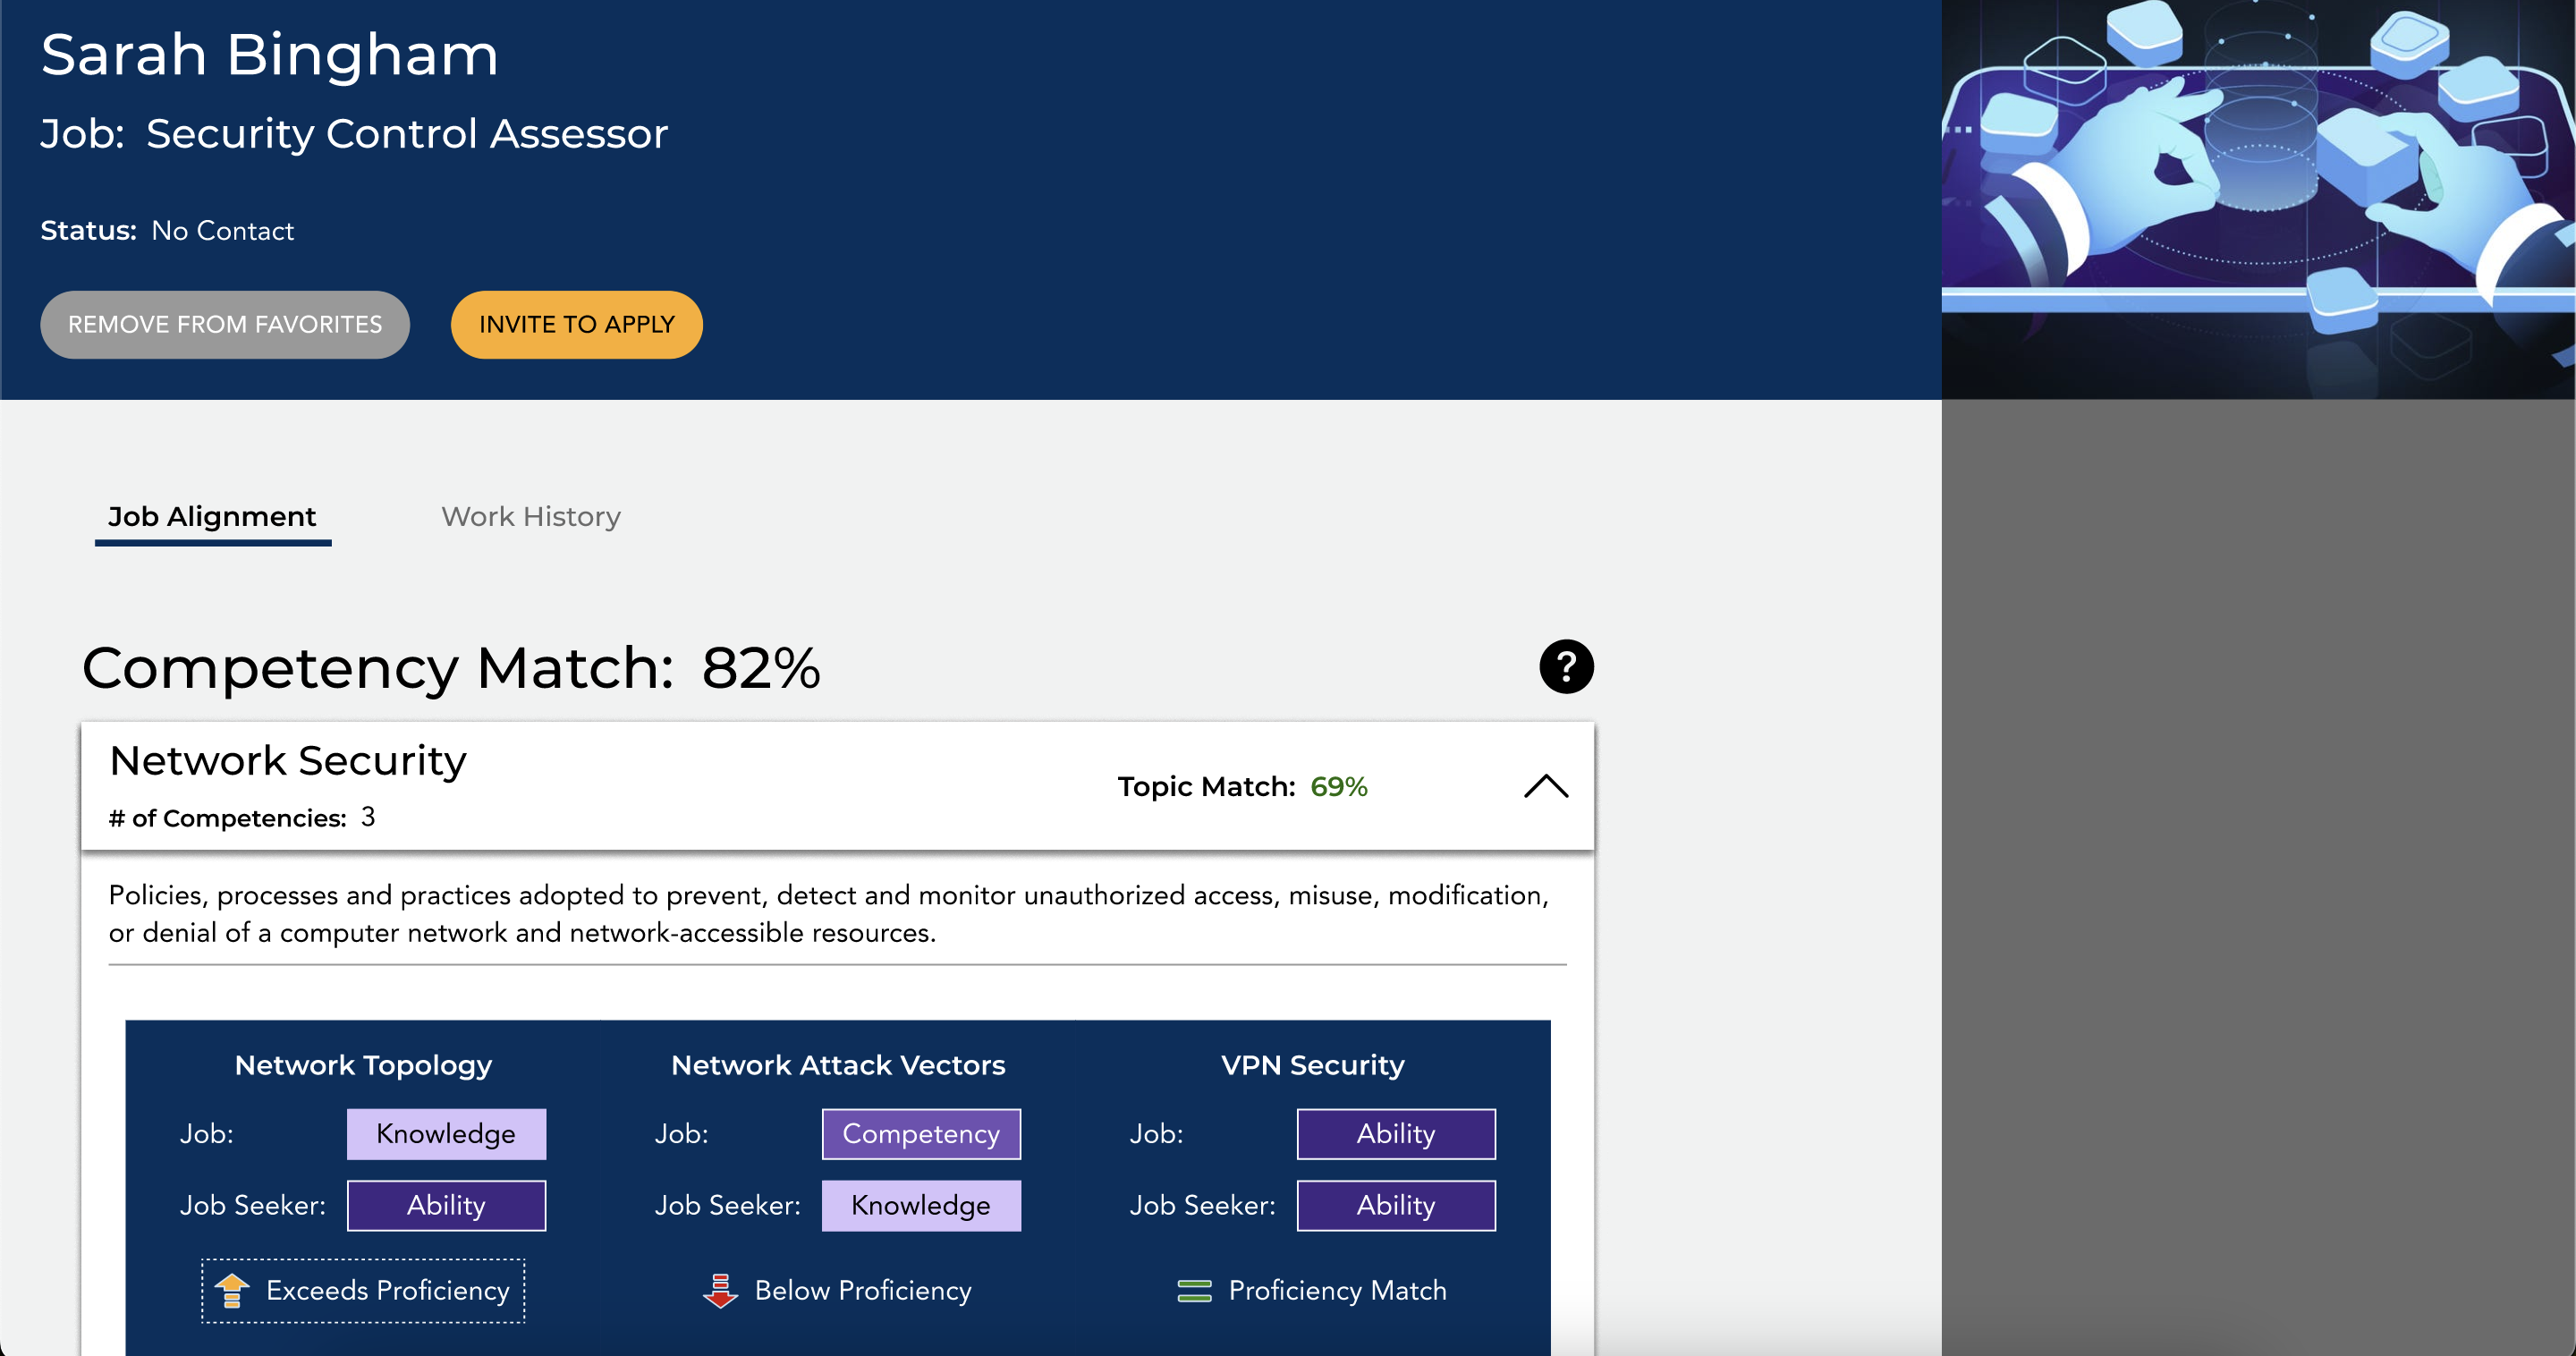 Sarah Bingham
Job: Security Control Assessor
Status: No Contact
REMOVE FROM FAVORITES
INVITE TO APPLY
Job Alignment
Work History
Competency Match: 82%
?
Network Security
# of Competencies: 3
Topic Match: 69%
Policies, processes and practices adopted to prevent, detect and monitor unauthorized access, misuse, modification,
or denial of a computer network and network-accessible resources.
Network Topology
Job: Knowledge
Job Seeker: Ability
Exceeds Proficiency
Network Attack Vectors
Job: Competency
Job Seeker: Knowledge
Below Proficiency
VPN Security
Job: Ability
Job Seeker: Ability
Proficiency Match